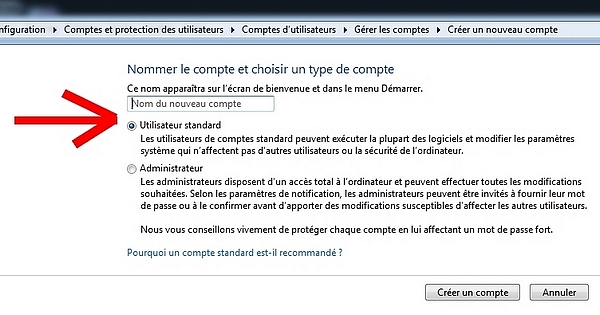 nfiguration ▸ Comptes et protection des utilisateurs ▸ Comptes d'utilisateurs ▸ Gérer les comptes ▸ Créer un nouveau compte
Nommer le compte et choisir un type de compte
Ce nom apparaîtra sur l'écran de bienvenue et dans le menu Démarrer.
Nom du nouveau compte
Utilisateur standard
Les utilisateurs de comptes standard peuvent exécuter la plupart des logiciels et modifier les paramètres
système qui n'affectent pas d'autres utilisateurs ou la sécurité de l'ordinateur.
Administrateur
Les administrateurs disposent d'un accès total à l'ordinateur et peuvent effectuer toutes les modifications
souhaitées. Selon les paramètres de notification, les administrateurs peuvent être invités à fournir leur mot
de passe ou à le confirmer avant d'apporter des modifications susceptibles d'affecter les autres utilisateurs.
Nous vous conseillons vivement de protéger chaque compte en lui affectant un mot de passe fort.
Pourquoi un compte standard est-il recommandé ?
Créer un compte
Annuler